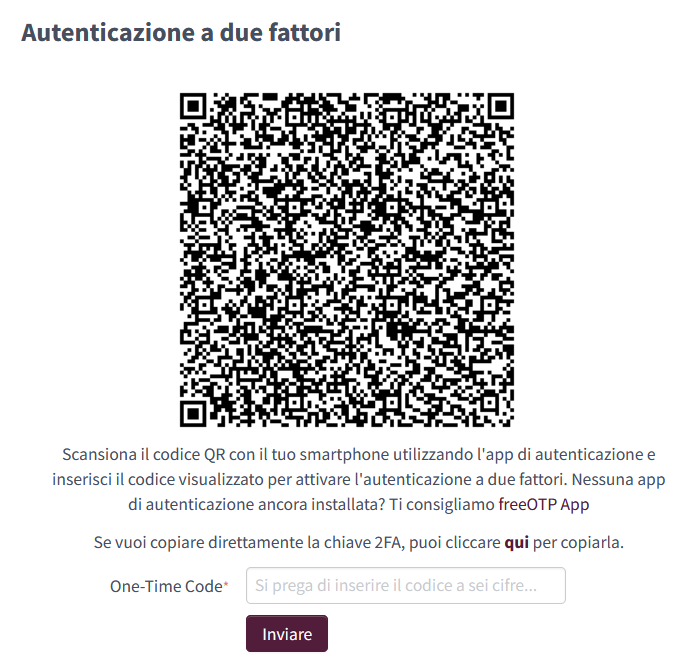 Autenticazione a due fattori
Scansiona il codice QR con il tuo smartphone utilizzando l'app di autenticazione e
inserisci il codice visualizzato per attivare l'autenticazione a due fattori. Nessuna app
di autenticazione ancora installata? Ti consigliamo freeOTP App
Se vuoi copiare direttamente la chiave 2FA, puoi cliccare qui per copiarla.
One-Time Code* Si prega di inserire il codice a sei cifre...
Inviare